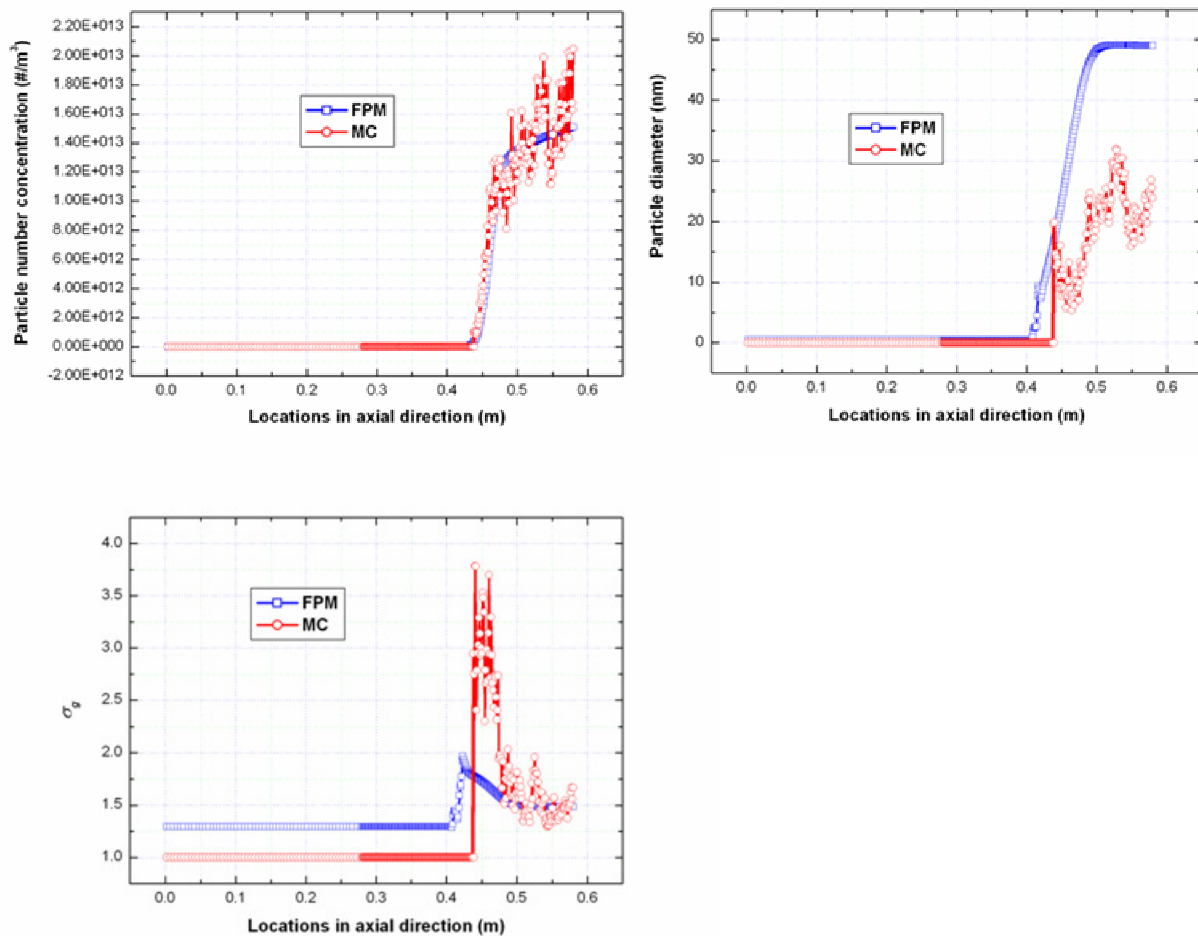 Particle number concentration (#/m³)
2.20E+013
2.00E+013
1.80E+013
1.60E+013
1.40E+013
1.20E+013
1.00E+013
8.00E+012
6.00E+012
4.00E+012
2.00E+012
0.00E+000
-2.00E+012
FPM
MC
0.0 0.1 0.2 0.3 0.4 0.5 0.6
Locations in axial direction (m)
Particle diameter (nm)
50
40
30
20
10
0
FPM
MC
0.0 0.1 0.2 0.3 0.4 0.5 0.6
Locations in axial direction (m)
σg
4.0
3.5
3.0
2.5
2.0
1.5
1.0
FPM
MC
0.0 0.1 0.2 0.3 0.4 0.5 0.6
Locations in axial direction (m)